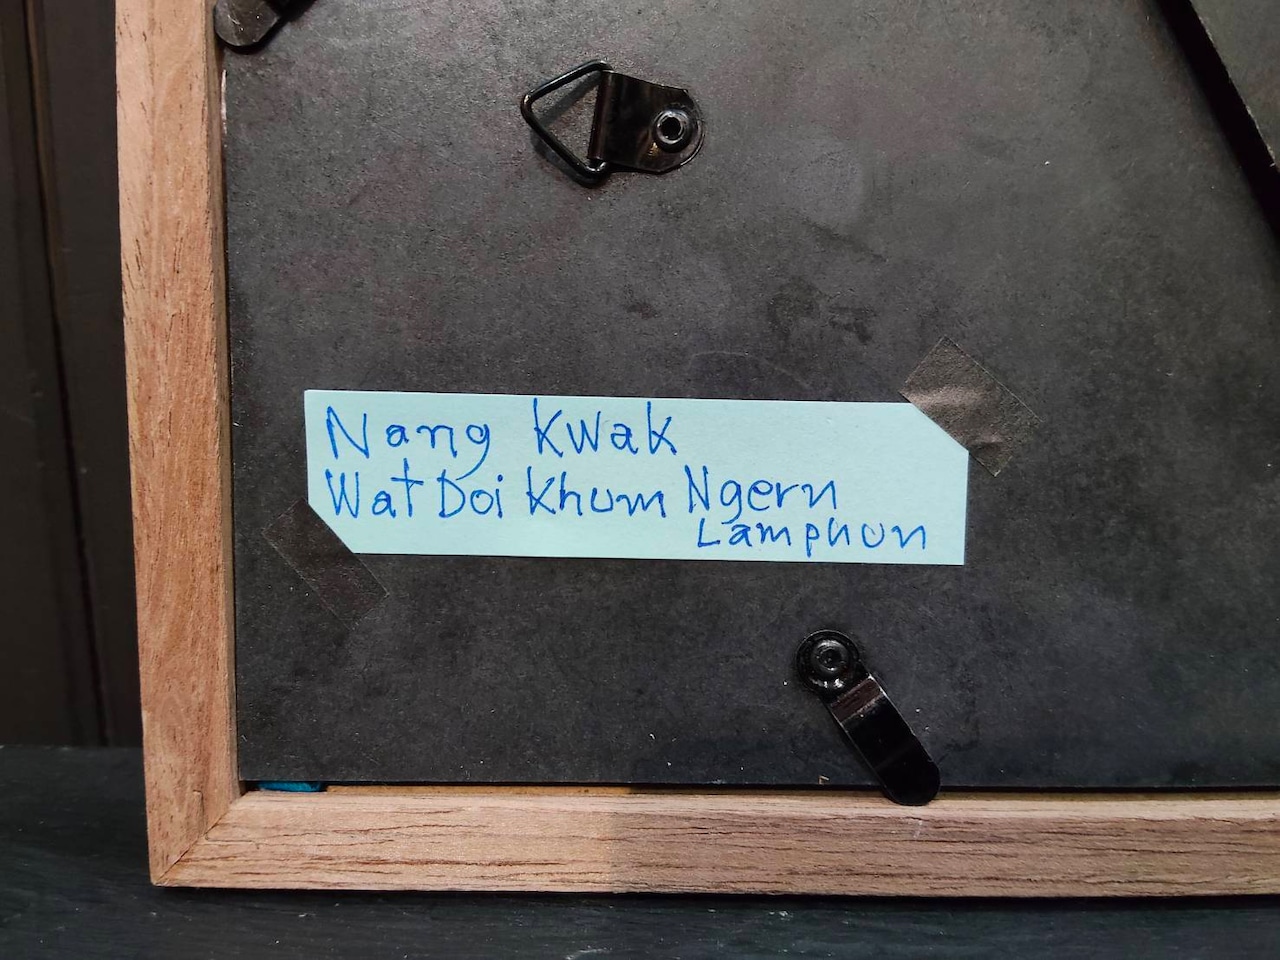 Nang Kwak
Wat Doi Khum Ngern
Lamphun